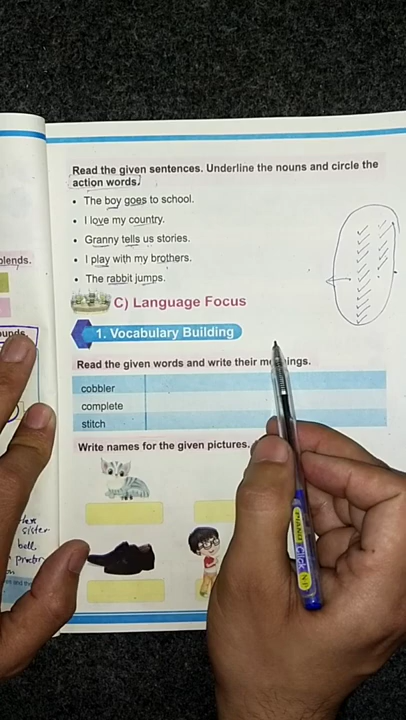 Read the given sentences. Underline the nouns and circle the
action words.
• The boy goes to school.
• I love my country.
• Granny tells us stories.
• I play with my brothers.
• The rabbit jumps.
blends.
C) Language Focus
1. Vocabulary Building
Read the given words and write their
cobbler
complete
stitch
Write names for the given pictures.
sister
bell